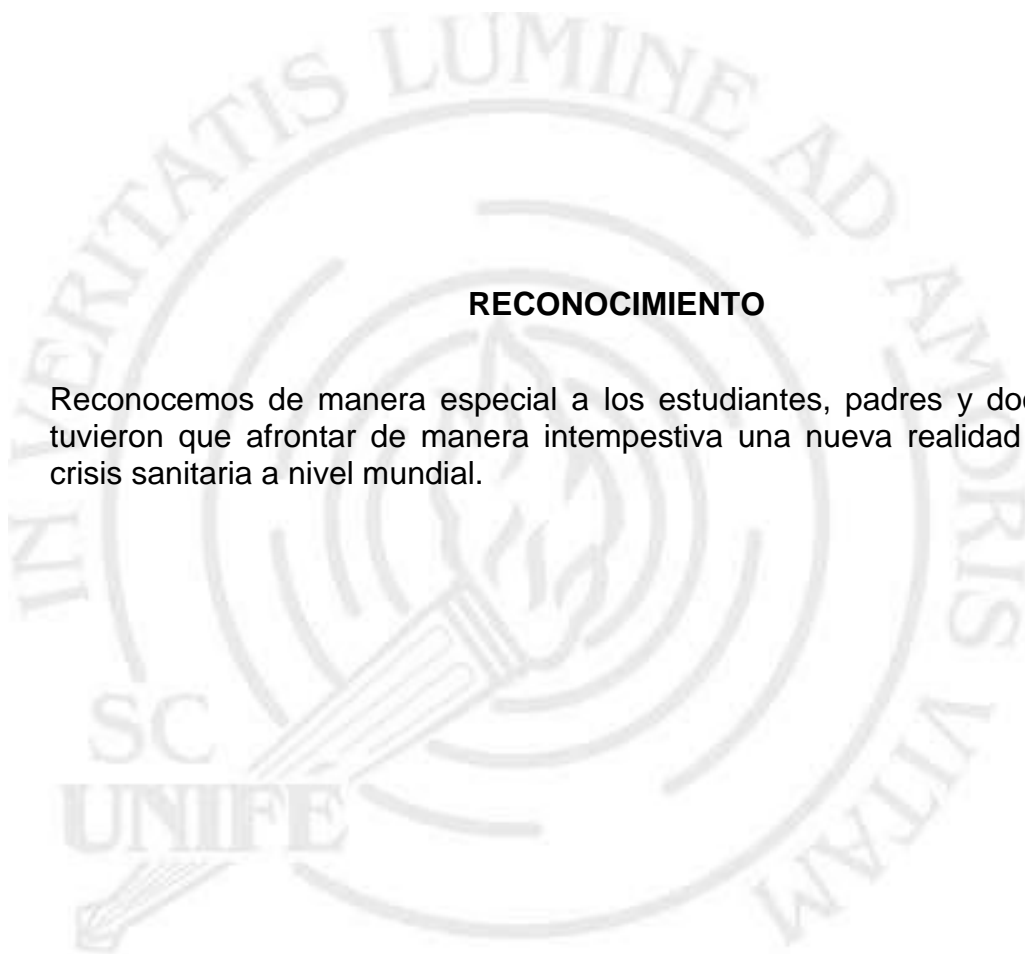 IN VERITATIS LUMINE AD AMORIS VITAM
RECONOCIMIENTO
Reconocemos de manera especial a los estudiantes, padres y
tuvieron que afrontar de manera intempestiva una nueva realidad
crisis sanitaria a nivel mundial.
SC
UNIFE